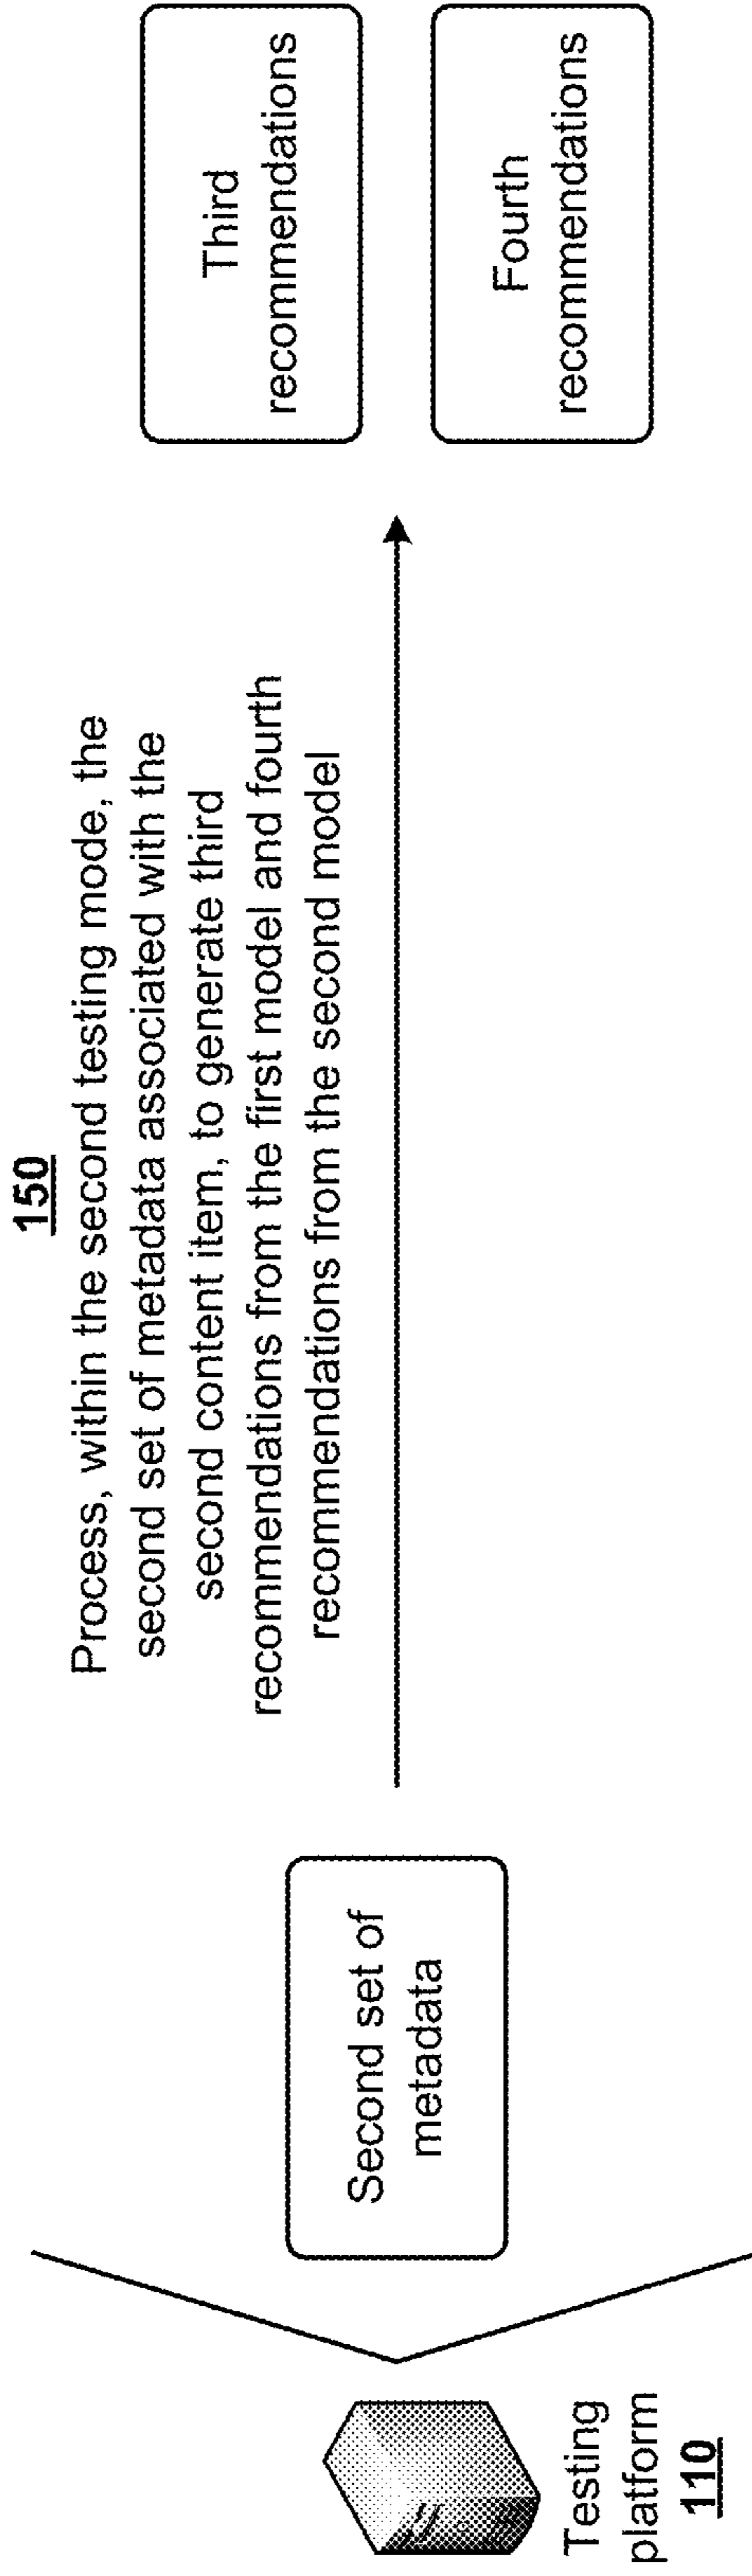 150
Process, within the second testing mode, the
second set of metadata associated with the
second content item, to generate third
recommendations from the first model and fourth
recommendations from the second model
Testing
platform
110
Second set of
metadata
Third
recommendations
Fourth
recommendations